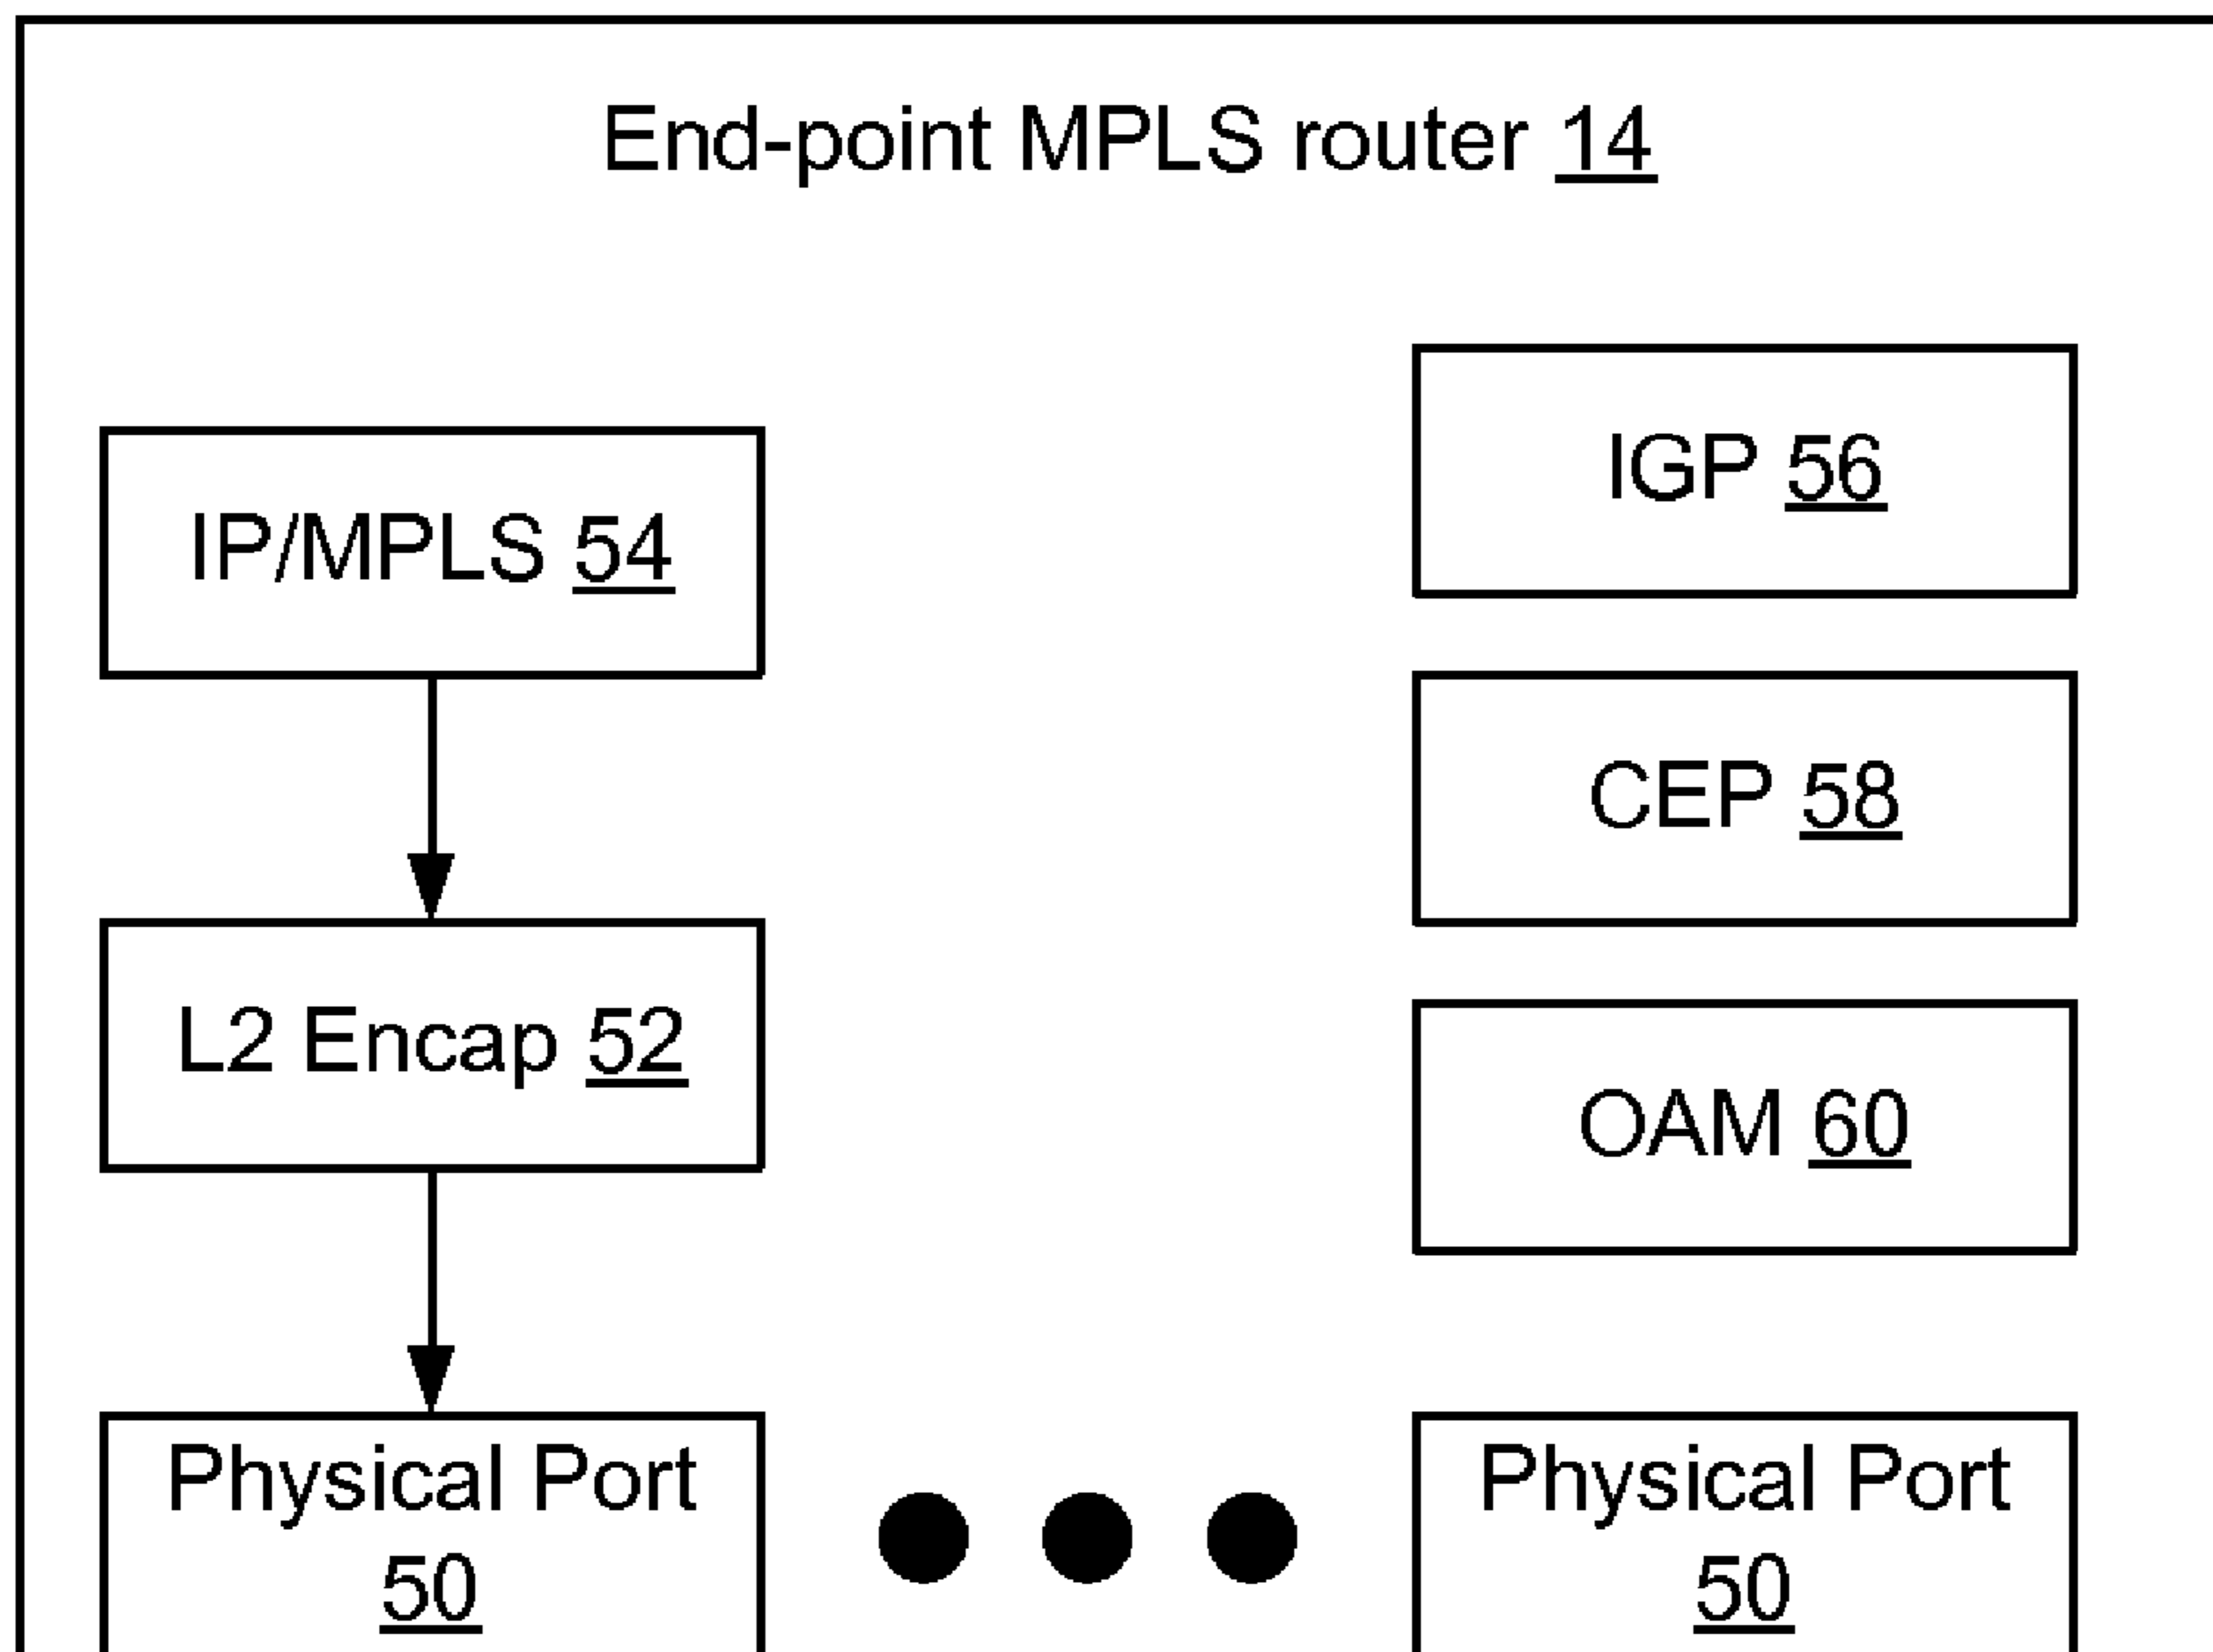 End-point MPLS router 14
IP/MPLS 54
L2 Encap 52
Physical Port
50
IGP 56
CEP 58
OAM 60
Physical Port
50